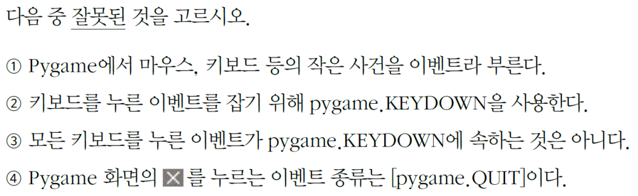 다음 중 잘못된 것을 고르시오.
① Pygame에서 마우스, 키보드 등의 작은 사건을 이벤트라 부른다.
② 키보드를 누른 이벤트를 잡기 위해 pygame.KEYDOWN을 사용한다.
③ 모든 키보드를 누른 이벤트가 pygame.KEYDOWN에 속하는 것은 아니다.
④ Pygame 화면의 ☒ 를 누르는 이벤트 종류는 [pygame.QUIT]이다.